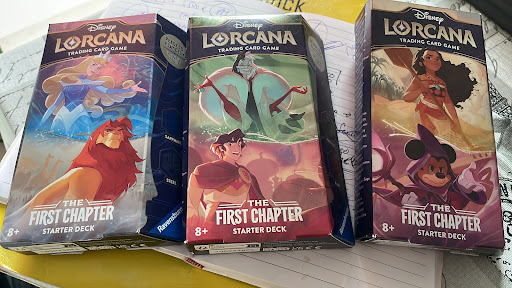 Disney
LORCANA
TRADING CARD GAME
THE
FIRST CHAPTER
STARTER DECK
8+
Ravensburger
Disney
LORCANA
TRADING CARD GAME
THE
FIRST CHAPTER
8+
STARTER DECK
Disney
LORCANA
TRADING CARD GAME
THE
FIRST CHAPTER
8+
STARTER DECK